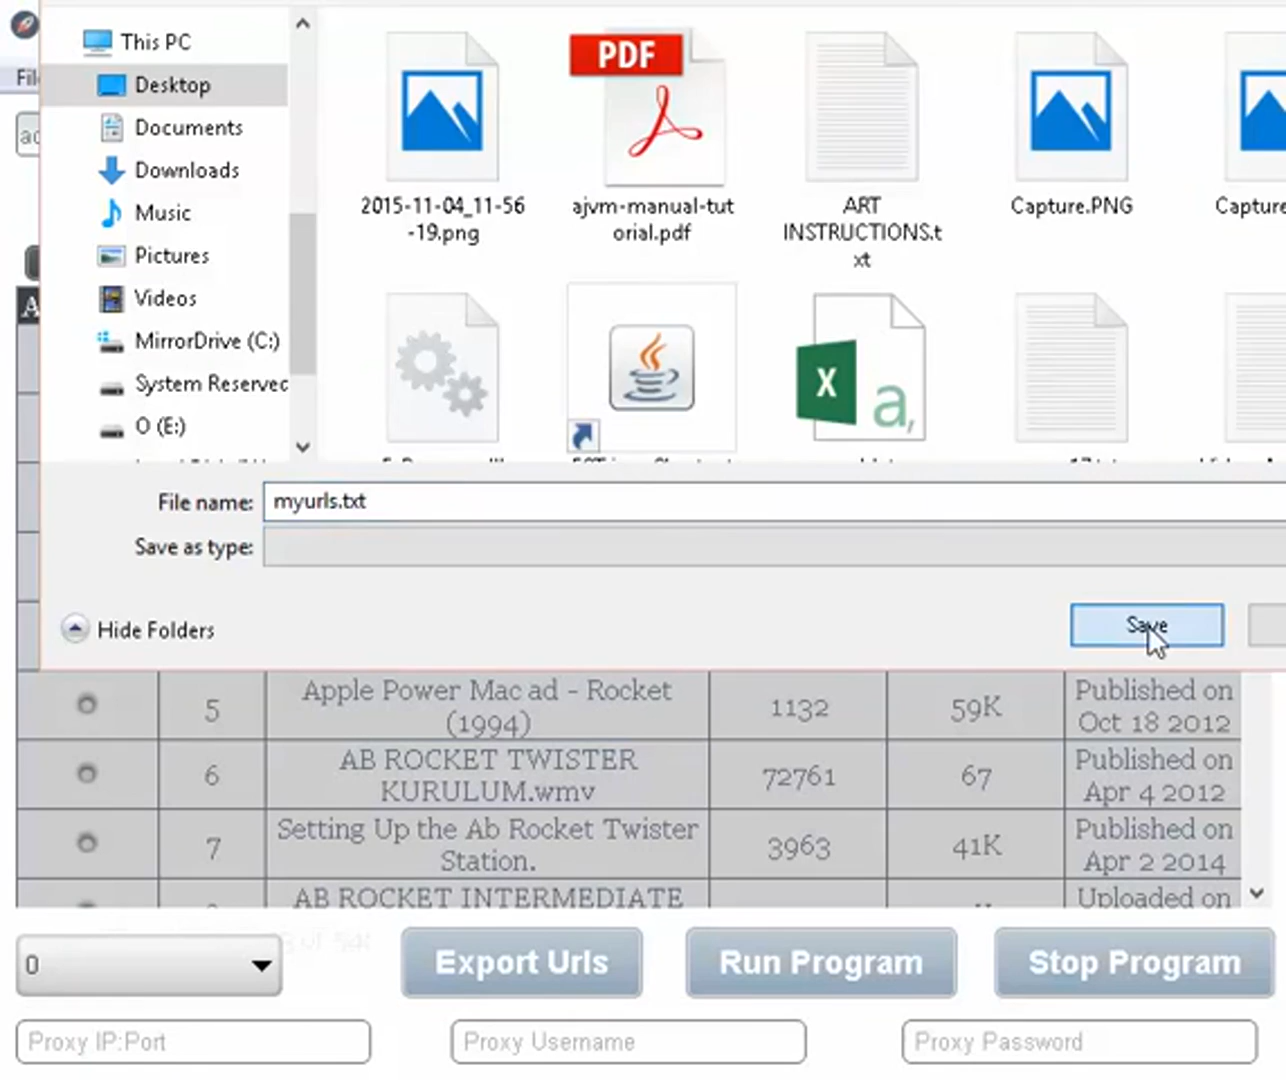 This PC
Fil
Desktop
Documents
Downloads
Music
Pictures
Videos
MirrorDrive (C:)
System Reserved
O (E:)
PDF
2015-11-04_11-56
-19.png
ajvm-manual-tut
orial.pdf
ART
INSTRUCTIONS.t
xt
Capture.PNG
Capture
X
a,
File name:
myurls.txt
Save as type:
Hide Folders
Save
5
Apple Power Mac ad - Rocket
(1994)
1132
59K
Published on
Oct 18 2012
6
AB ROCKET TWISTER
KURULUM.wmv
72761
67
Published on
Apr 4 2012
7
Setting Up the Ab Rocket Twister
Station.
3963
41K
Published on
Apr 2 2014
AB ROCKET INTERMEDIATE
Uploaded on
0
Export Urls
Run Program
Stop Program
Proxy IP:Port
Proxy Username
Proxy Password